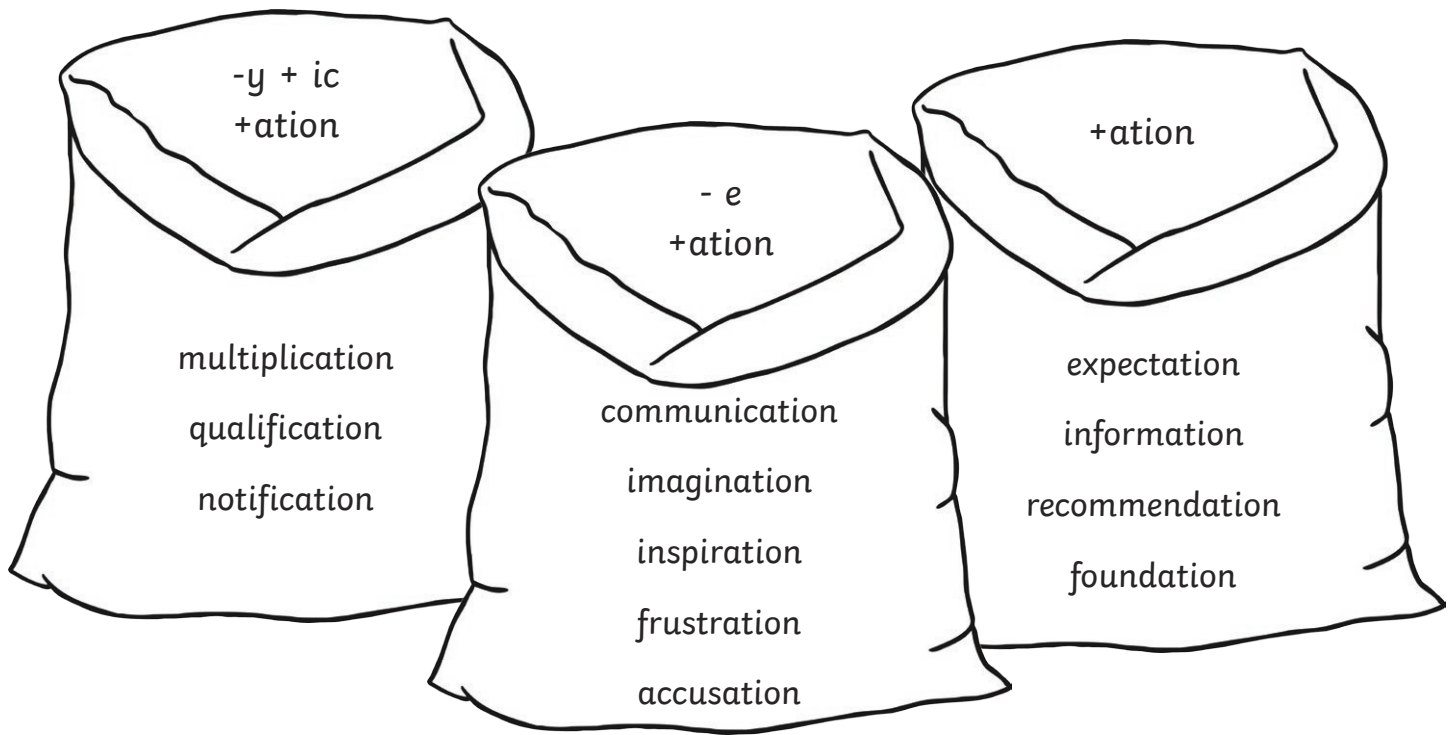 -y + ic
+ation
multiplication
qualification
notification
- e
+ation
communication
imagination
inspiration
frustration
accusation
+ation
expectation
information
recommendation
foundation